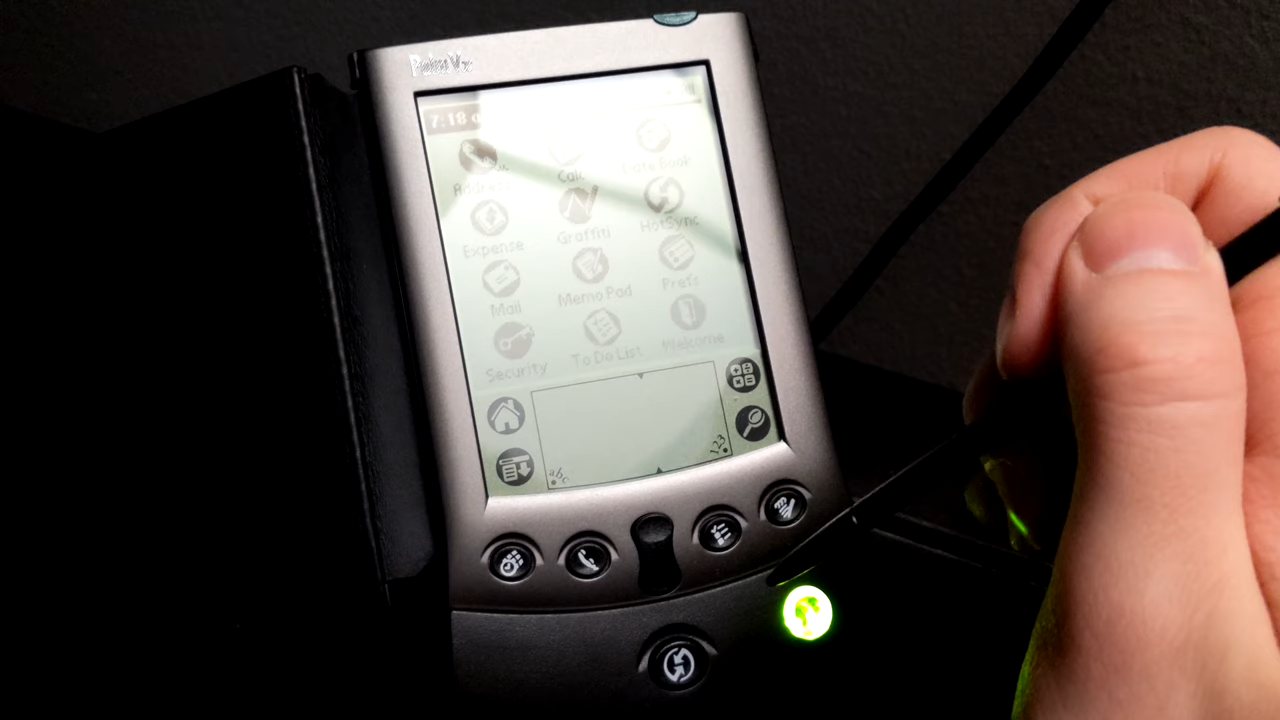 Palm Vx
7:18 a
Address Calc Date Book
Expense Graffiti HotSync
Mail Memo Pad Prefs
Security To Do List Welcome
abc 123